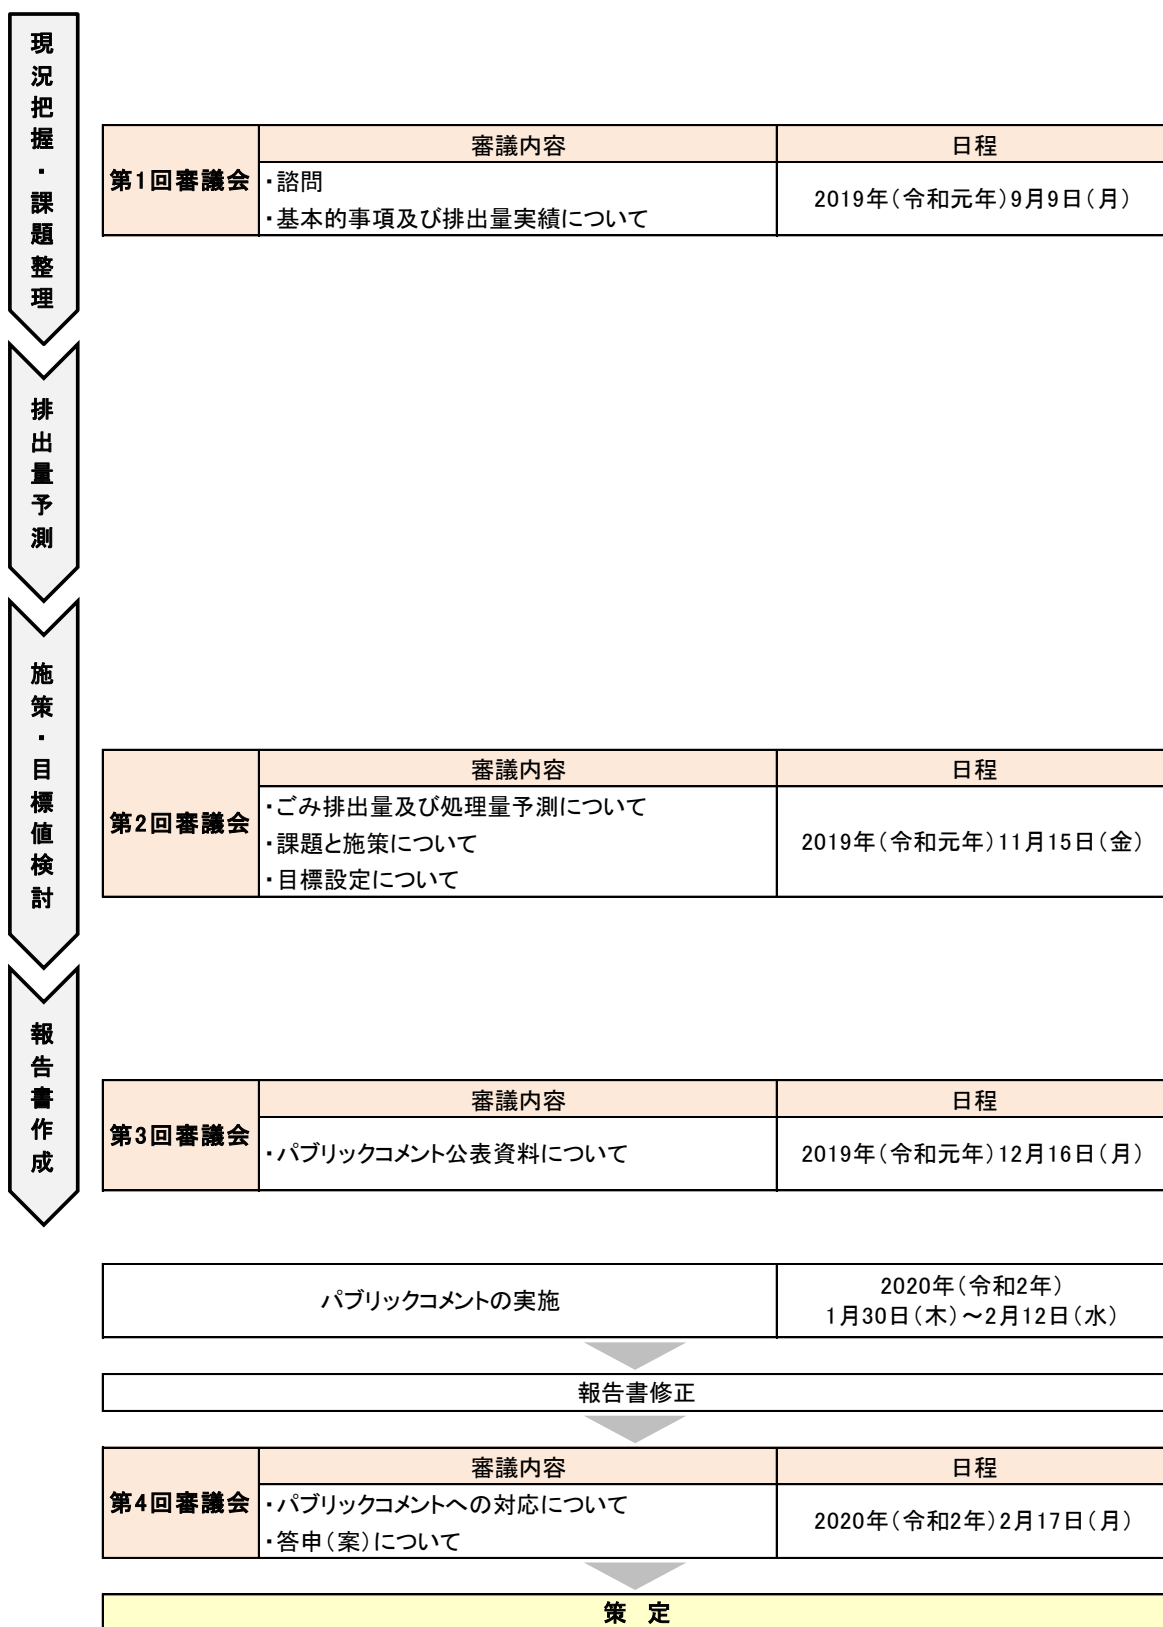 現況把握・課題整理
審議内容
日程
第1回審議会
・諮問
・基本的事項及び排出量実績について
2019年(令和元年)9月9日(月)
排出量予測
施策・目標値検討
審議内容
日程
第2回審議会
・ごみ排出量及び処理量予測について
・課題と施策について
・目標設定について
2019年(令和元年)11月15日(金)
報告書作成
審議内容
日程
第3回審議会
・パブリックコメント公表資料について
2019年(令和元年)12月16日(月)
パブリックコメントの実施
2020年(令和2年)
1月30日(木)～2月12日(水)
報告書修正
審議内容
日程
第4回審議会
・パブリックコメントへの対応について
・答申(案)について
2020年(令和2年)2月17日(月)
策 定